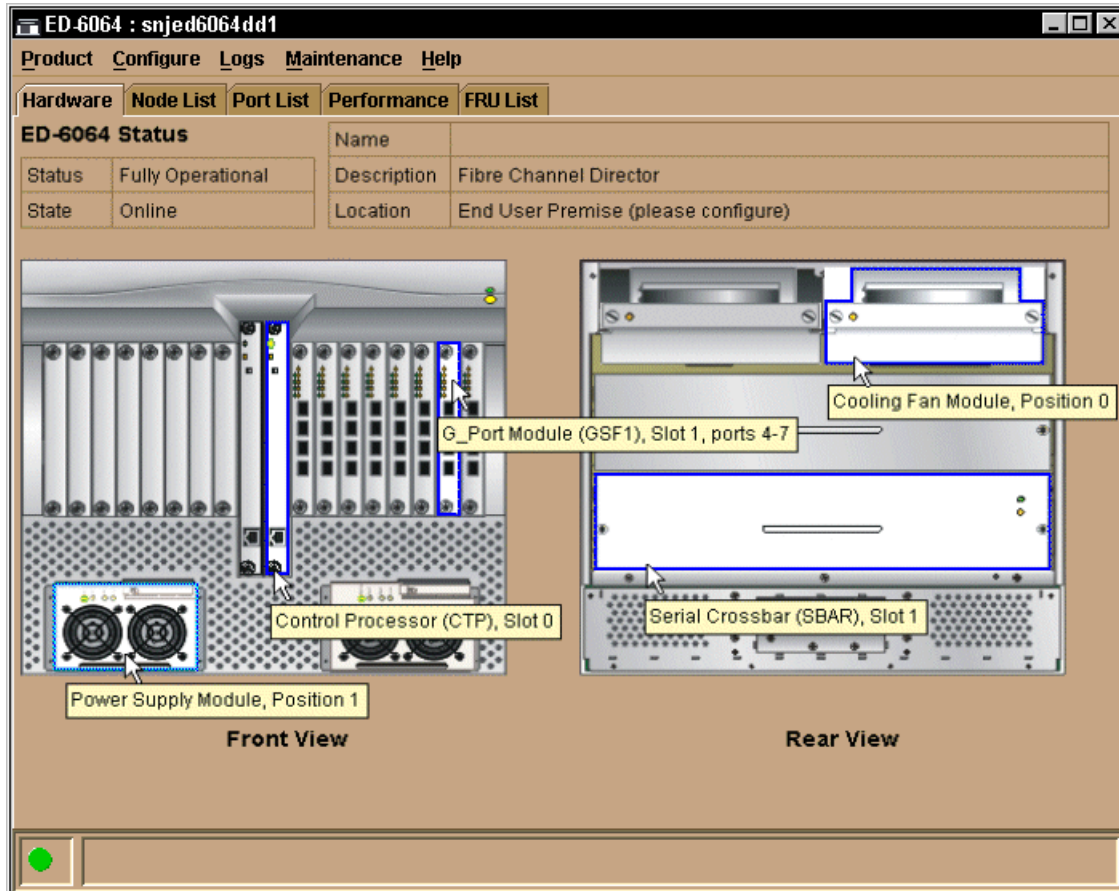 ED-6064 : snjed6064dd1
Product Configure Logs Maintenance Help
Hardware Node List Port List Performance FRU List
ED-6064 Status
Name
Status Fully Operational
Description Fibre Channel Director
State Online
Location End User Premise (please configure)
Cooling Fan Module, Position 0
G_Port Module (GSF1), Slot 1, ports 4-7
Control Processor (CTP), Slot 0
Serial Crossbar (SBAR), Slot 1
Power Supply Module, Position 1
Front View
Rear View